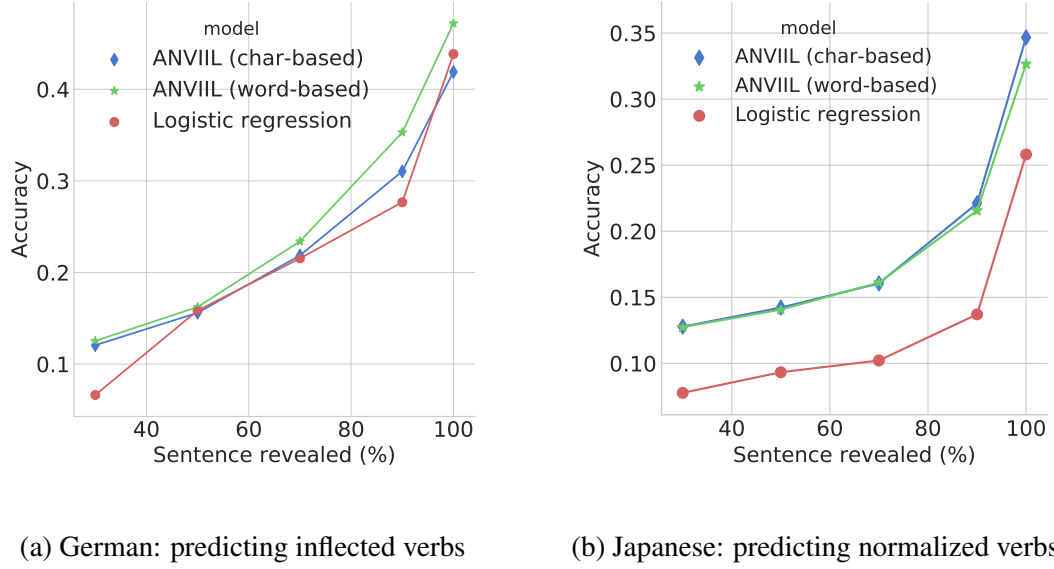 model
ANVIIL (char-based)
ANVIIL (word-based)
Logistic regression
Accuracy
0.4
0.3
0.2
0.1
40 60 80 100
Sentence revealed (%)
(a) German: predicting inflected verbs
model
ANVIIL (char-based)
ANVIIL (word-based)
Logistic regression
Accuracy
0.35
0.30
0.25
0.20
0.15
0.10
40 60 80 100
Sentence revealed (%)
(b) Japanese: predicting normalized verbs